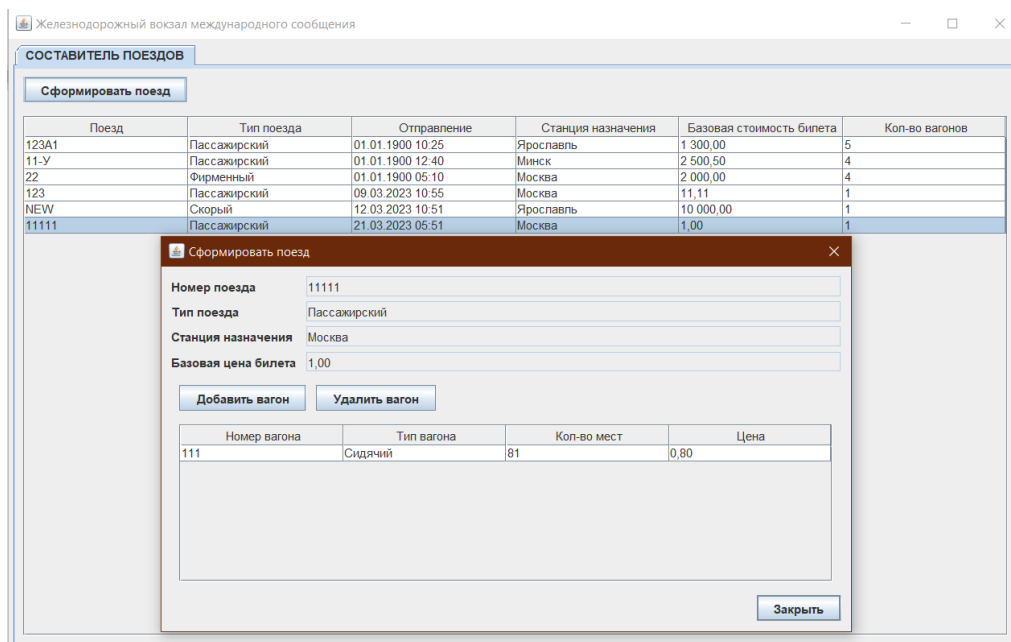 Железнодорожный вокзал международного сообщения
СОСТАВИТЕЛЬ ПОЕЗДОВ
Сформировать поезд
Поезд Тип поезда Отправление Станция назначения Базовая стоимость билета Кол-во вагонов
123А1 Пассажирский 01.01.1900 10:25 Ярославль 1 300,00 5
11-У Пассажирский 01.01.1900 12:40 Минск 2 500,50 4
22 Фирменный 01.01.1900 05:10 Москва 2 000,00 4
123 Пассажирский 09.03.2023 10:55 Москва 11,11 1
NEW Скорый 12.03.2023 10:51 Ярославль 10 000,00 1
11111 Пассажирский 21.03.2023 05:51 Москва 1,00 1
Сформировать поезд
Номер поезда 11111
Тип поезда Пассажирский
Станция назначения Москва
Базовая цена билета 1,00
Добавить вагон Удалить вагон
Номер вагона Тип вагона Кол-во мест Цена
111 Сидячий 81 0,80
Закрыть